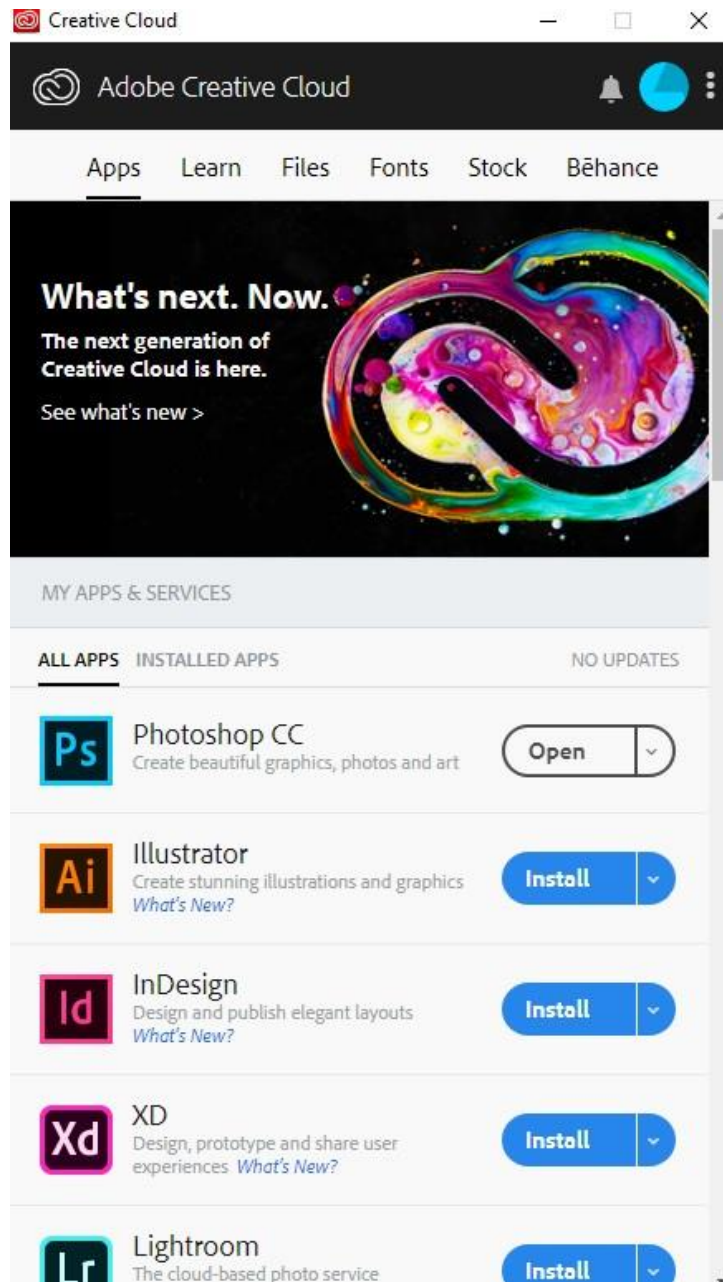 Creative Cloud
Adobe Creative Cloud
Apps Learn Files Fonts Stock Bēhance
What's next. Now.
The next generation of
Creative Cloud is here.
See what's new >
MY APPS & SERVICES
ALL APPS INSTALLED APPS NO UPDATES
Ps
Photoshop CC
Create beautiful graphics, photos and art
Open
Ai
Illustrator
Create stunning illustrations and graphics
What's New?
Install
Id
InDesign
Design and publish elegant layouts
What's New?
Install
Xd
XD
Design, prototype and share user
experiences What's New?
Install
Lr
Lightroom
The cloud-based photo service
Install